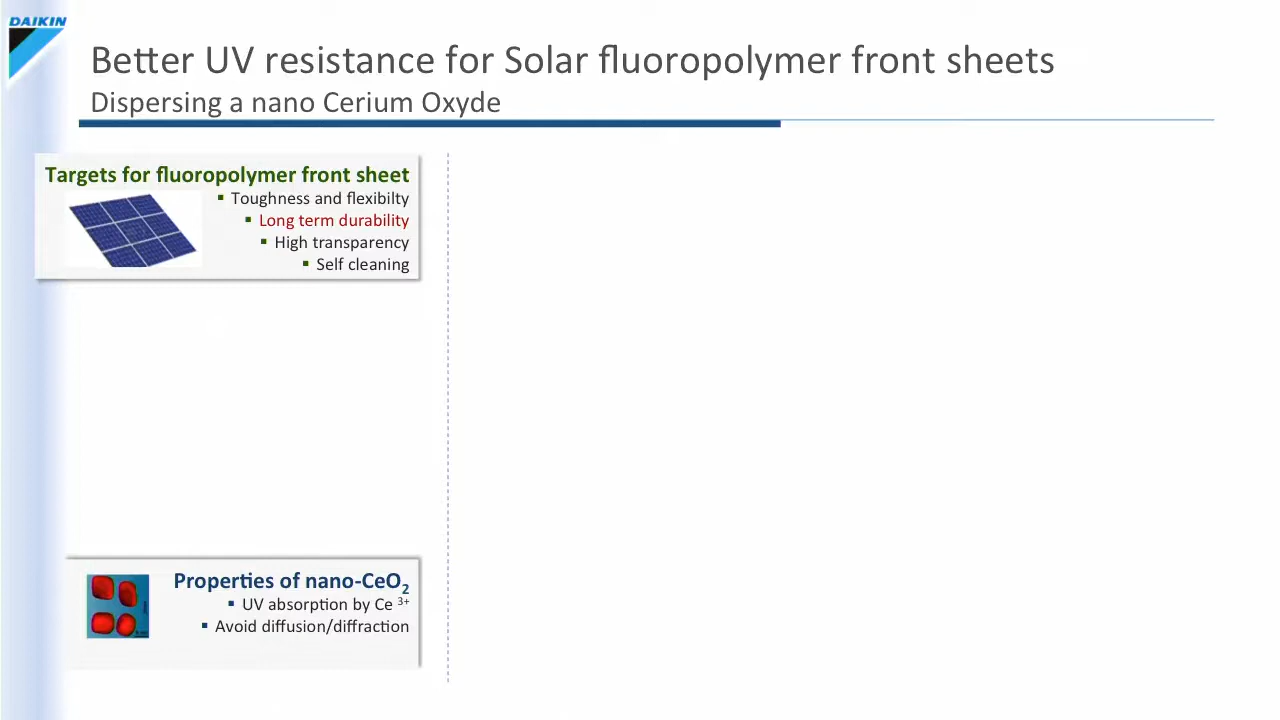 DAIKIN
Better UV resistance for Solar fluoropolymer front sheets
Dispersing a nano Cerium Oxyde
Targets for fluoropolymer front sheet
▪ Toughness and flexibilty
▪ Long term durability
▪ High transparency
▪ Self cleaning
Properties of nano-CeO₂
▪ UV absorption by Ce ³⁺
▪ Avoid diffusion/diffraction